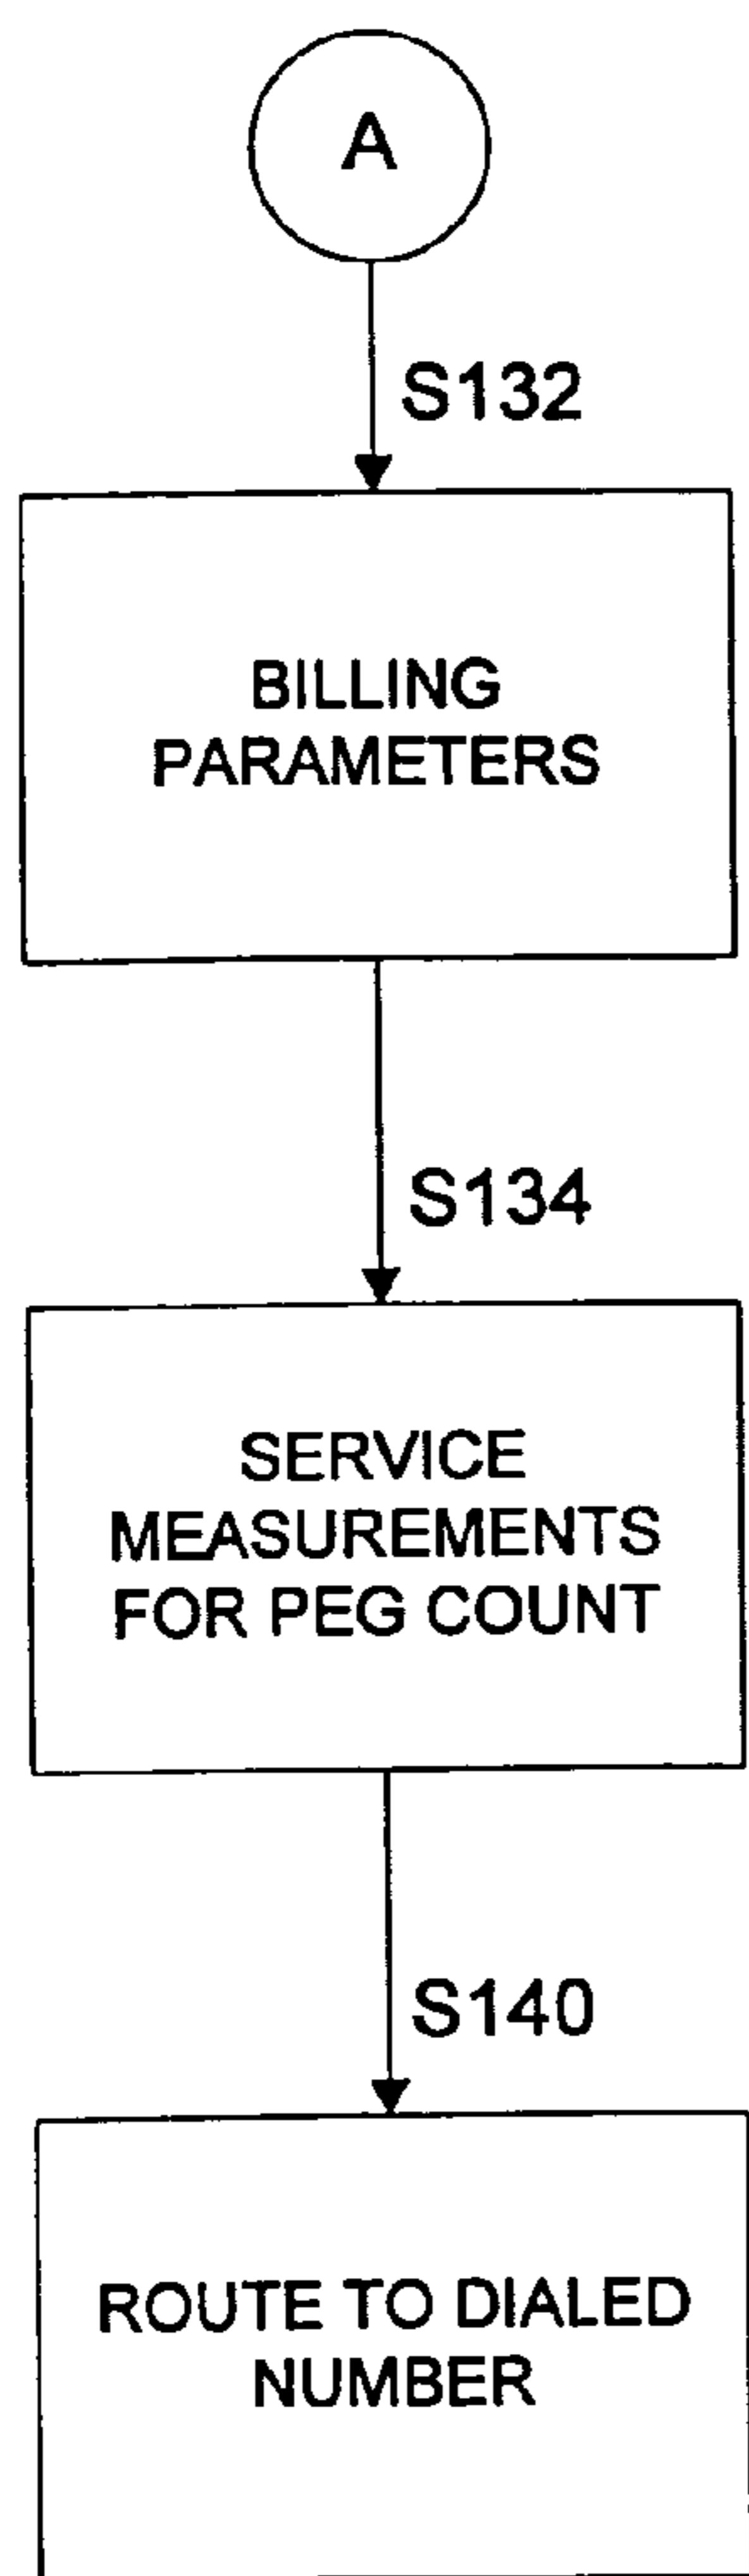 A
S132
BILLING
PARAMETERS
S134
SERVICE
MEASUREMENTS
FOR PEG COUNT
S140
ROUTE TO DIALED
NUMBER